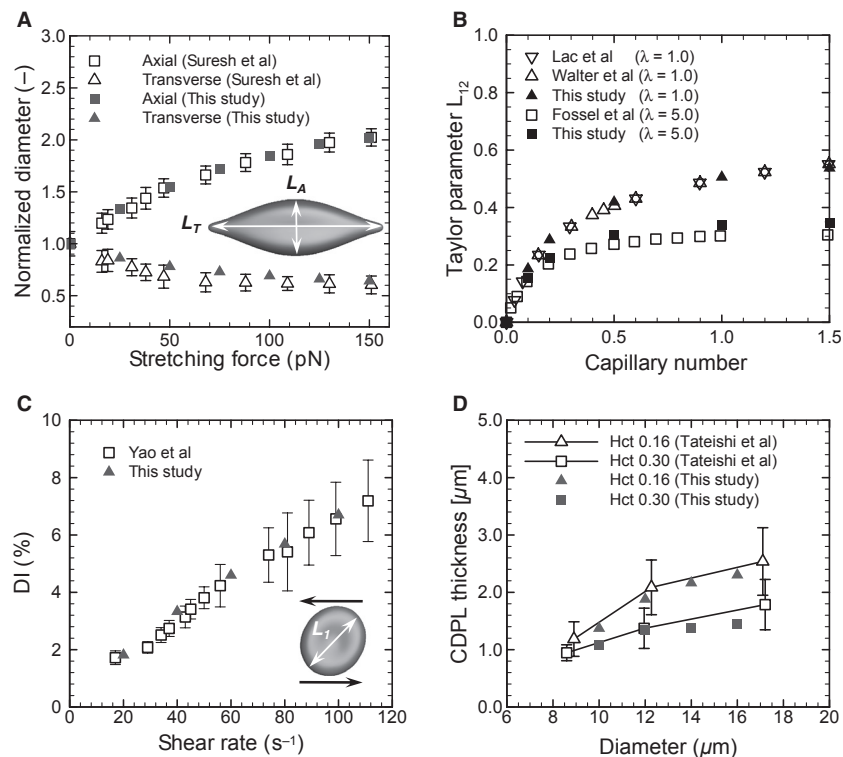 A
Normalized diameter (–)
3.0
2.5
2.0
1.5
1.0
0.5
0.0
Axial (Suresh et al)
Transverse (Suresh et al)
Axial (This study)
Transverse (This study)
L_A
L_T
0 50 100 150
Stretching force (pN)
B
Taylor parameter L₁₂
1.0
0.8
0.6
0.4
0.2
0.0
Lac et al (λ = 1.0)
Walter et al (λ = 1.0)
This study (λ = 1.0)
Fossel et al (λ = 5.0)
This study (λ = 5.0)
0.0 0.5 1.0 1.5
Capillary number
C
DI (%)
10
8
6
4
2
0
Yao et al
This study
L₁
0 20 40 60 80 100 120
Shear rate (s⁻¹)
D
CDPL thickness [µm]
5.0
4.0
3.0
2.0
1.0
0.0
Hct 0.16 (Tateishi et al)
Hct 0.30 (Tateishi et al)
Hct 0.16 (This study)
Hct 0.30 (This study)
6 8 10 12 14 16 18 20
Diameter (µm)